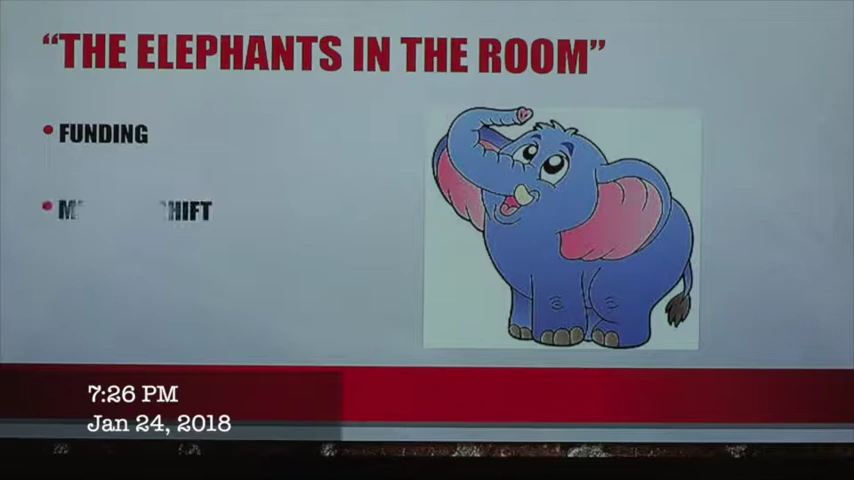 “THE ELEPHANTS IN THE ROOM”
• FUNDING
7:26 PM
Jan 24, 2018